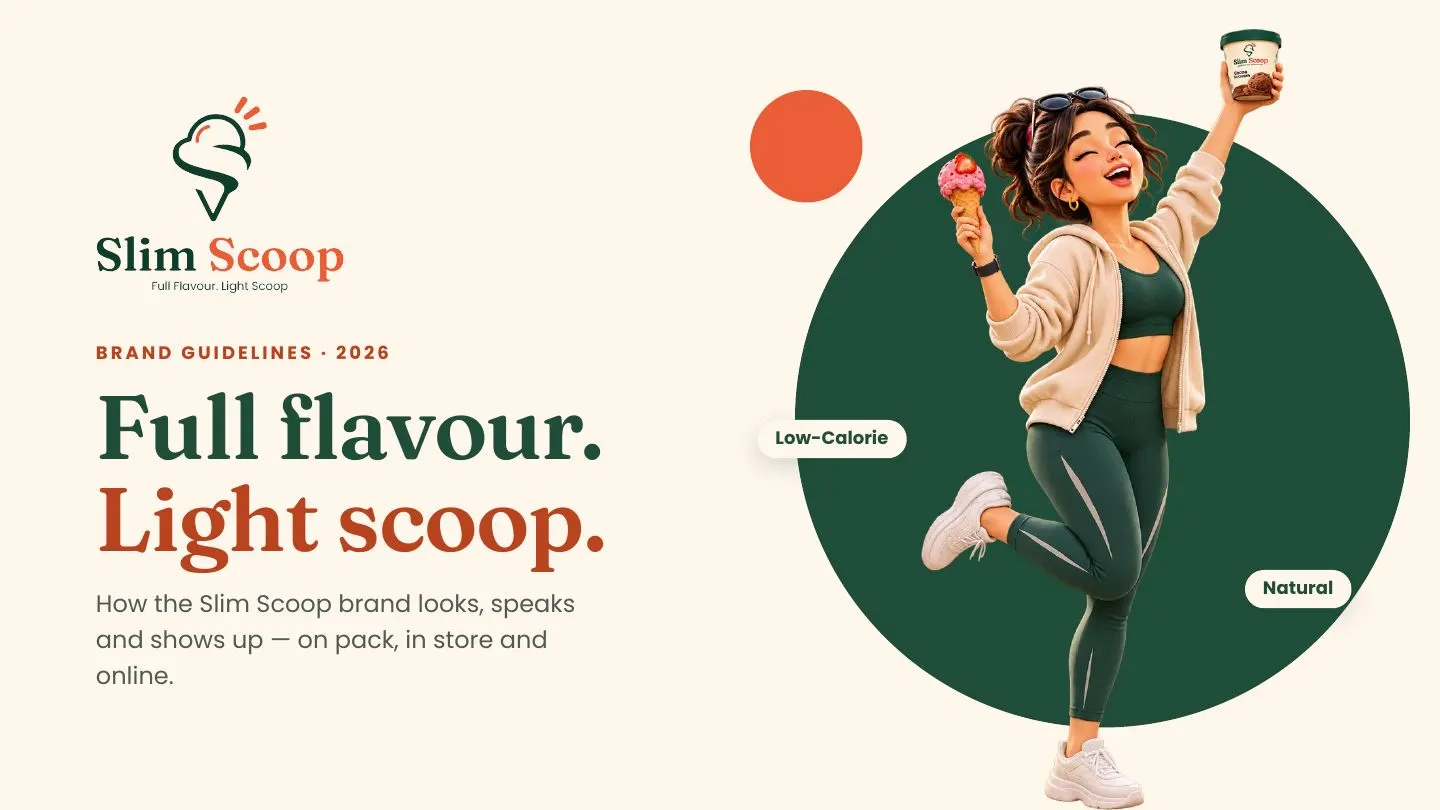 Slim Scoop
Full Flavour. Light Scoop
BRAND GUIDELINES · 2026
Full flavour.
Light scoop.
How the Slim Scoop brand looks, speaks
and shows up — on pack, in store and
online.
Low-Calorie
Natural
Slim Scoop